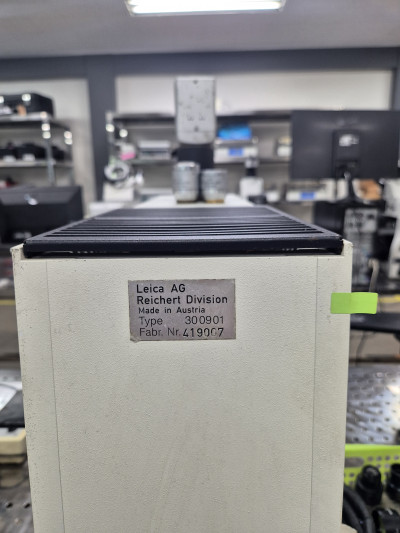 Leica AG
Reichert Division
Made in Austria
Type 300901
Fabr. Nr. 419007